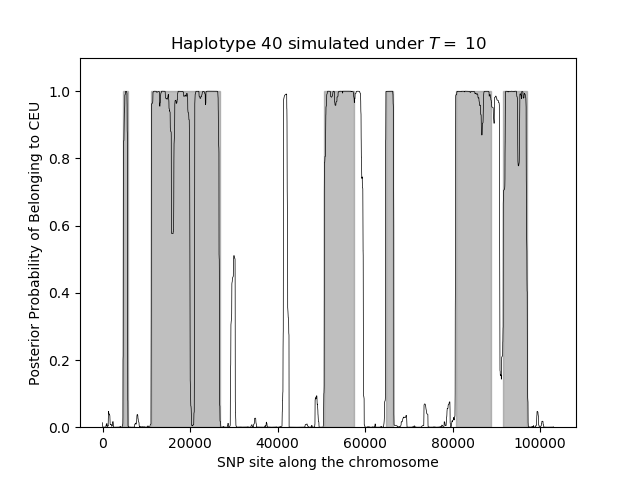 Haplotype 40 simulated under T = 10
Posterior Probability of Belonging to CEU
1.0
0.8
0.6
0.4
0.2
0.0
0 20000 40000 60000 80000 100000
SNP site along the chromosome